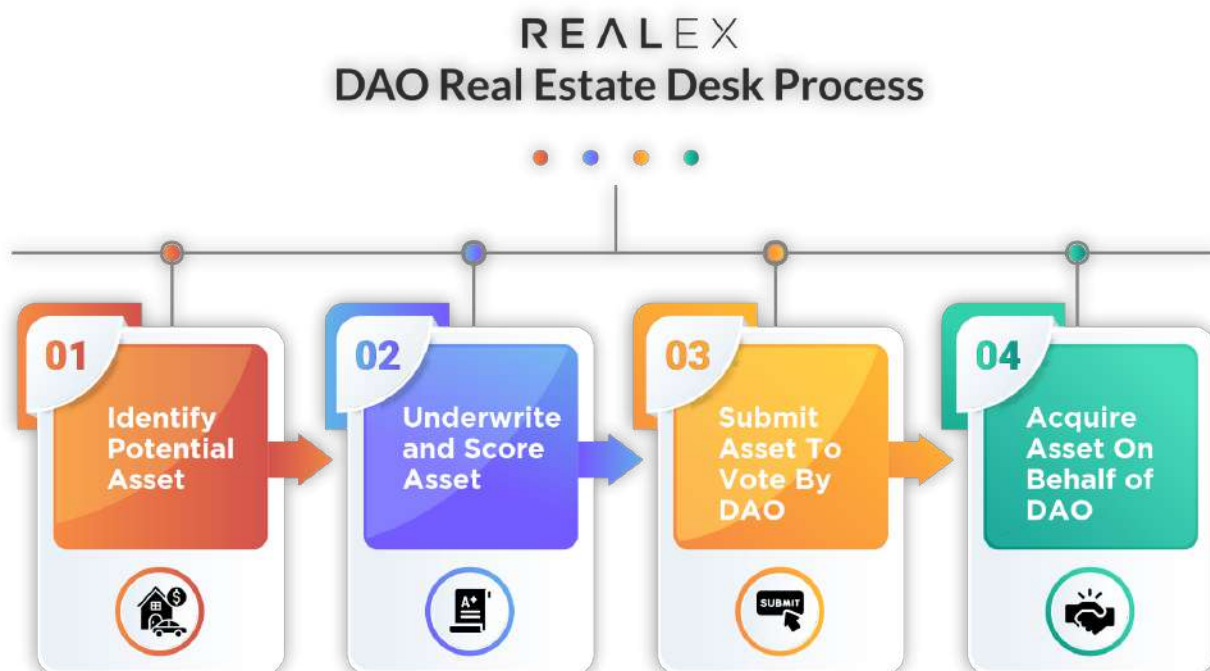 REALEX
DAO Real Estate Desk Process
01
Identify
Potential
Asset
02
Underwrite
and Score
Asset
A+
03
Submit
Asset To
Vote By
DAO
SUBMIT
04
Acquire
Asset On
Behalf of
DAO
$